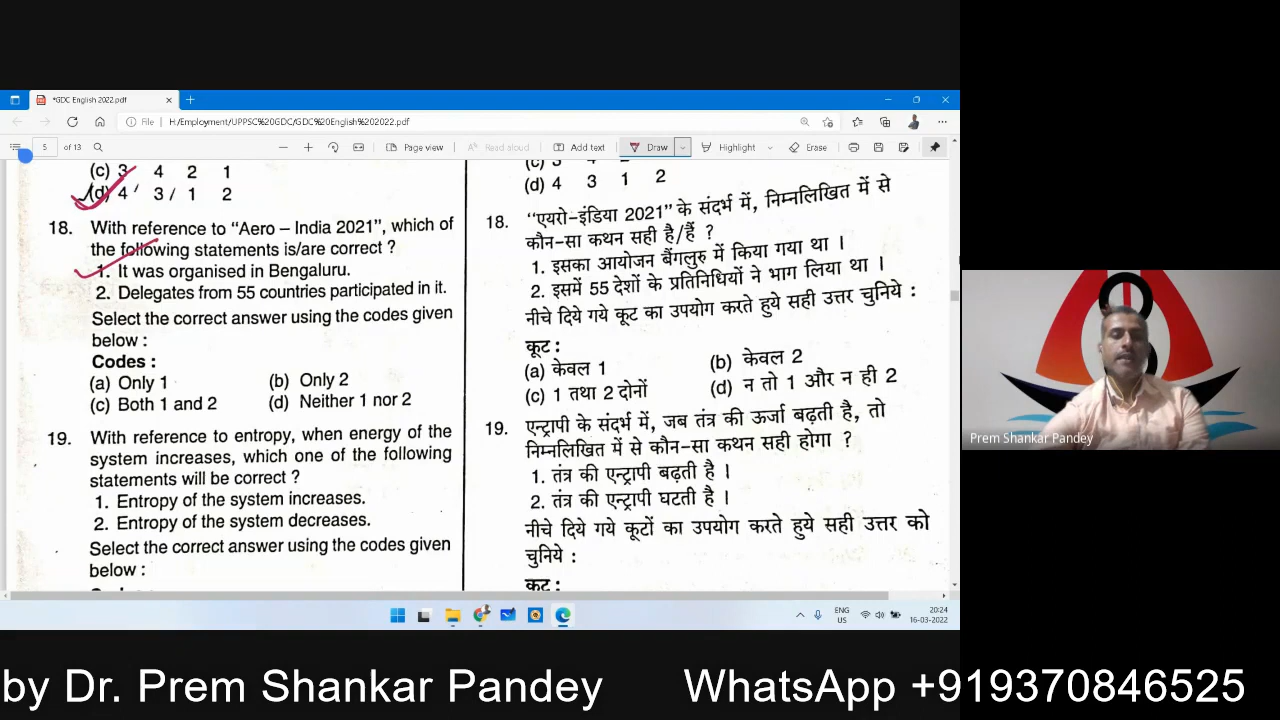 *GDC English 2022.pdf
File
H:/Employment/UPPSC%20GDC/GDC%20English%202022.pdf
5 of 13
Page view
Read aloud
Add text
Draw
Highlight
Erase
(c) 3 4 2 1
(d) 4 3 1 2
18. With reference to “Aero – India 2021”, which of
the following statements is/are correct ?
1. It was organised in Bengaluru.
2. Delegates from 55 countries participated in it.
Select the correct answer using the codes given
below :
Codes :
(a) Only 1 (b) Only 2
(c) Both 1 and 2 (d) Neither 1 nor 2
19. With reference to entropy, when energy of the
system increases, which one of the following
statements will be correct ?
1. Entropy of the system increases.
2. Entropy of the system decreases.
Select the correct answer using the codes given
below :
(d) 4 3 1 2
18. “एयरो–इंडिया 2021” के संदर्भ में, निम्नलिखित में से
कौन-सा कथन सही है/हैं ?
1. इसका आयोजन बैंगलुरु में किया गया था ।
2. इसमें 55 देशों के प्रतिनिधियों ने भाग लिया था ।
नीचे दिये गये कूट का उपयोग करते हुये सही उत्तर चुनिये :
कूट :
(a) केवल 1 (b) केवल 2
(c) 1 तथा 2 दोनों (d) न तो 1 और न ही 2
19. एन्ट्रापी के संदर्भ में, जब तंत्र की ऊर्जा बढ़ती है, तो
निम्नलिखित में से कौन-सा कथन सही होगा ?
1. तंत्र की एन्ट्रापी बढ़ती है ।
2. तंत्र की एन्ट्रापी घटती है ।
नीचे दिये गये कूटों का उपयोग करते हुये सही उत्तर को
चुनिये :
कूट :
Prem Shankar Pandey
ENG
US
20:24
16-03-2022
by Dr. Prem Shankar Pandey WhatsApp +919370846525